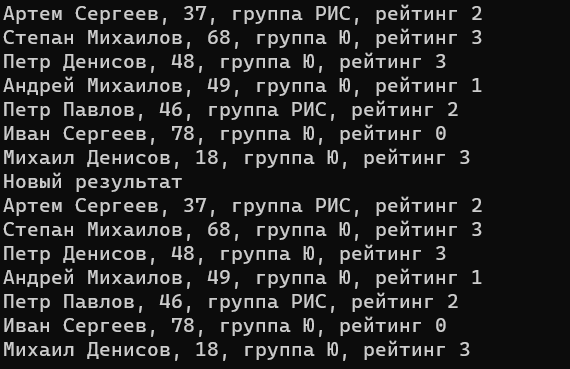 Артем Сергеев, 37, группа РИС, рейтинг 2
Степан Михаилов, 68, группа Ю, рейтинг 3
Петр Денисов, 48, группа Ю, рейтинг 3
Андрей Михаилов, 49, группа Ю, рейтинг 1
Петр Павлов, 46, группа РИС, рейтинг 2
Иван Сергеев, 78, группа Ю, рейтинг 0
Михаил Денисов, 18, группа Ю, рейтинг 3
Новый результат
Артем Сергеев, 37, группа РИС, рейтинг 2
Степан Михаилов, 68, группа Ю, рейтинг 3
Петр Денисов, 48, группа Ю, рейтинг 3
Андрей Михаилов, 49, группа Ю, рейтинг 1
Петр Павлов, 46, группа РИС, рейтинг 2
Иван Сергеев, 78, группа Ю, рейтинг 0
Михаил Денисов, 18, группа Ю, рейтинг 3